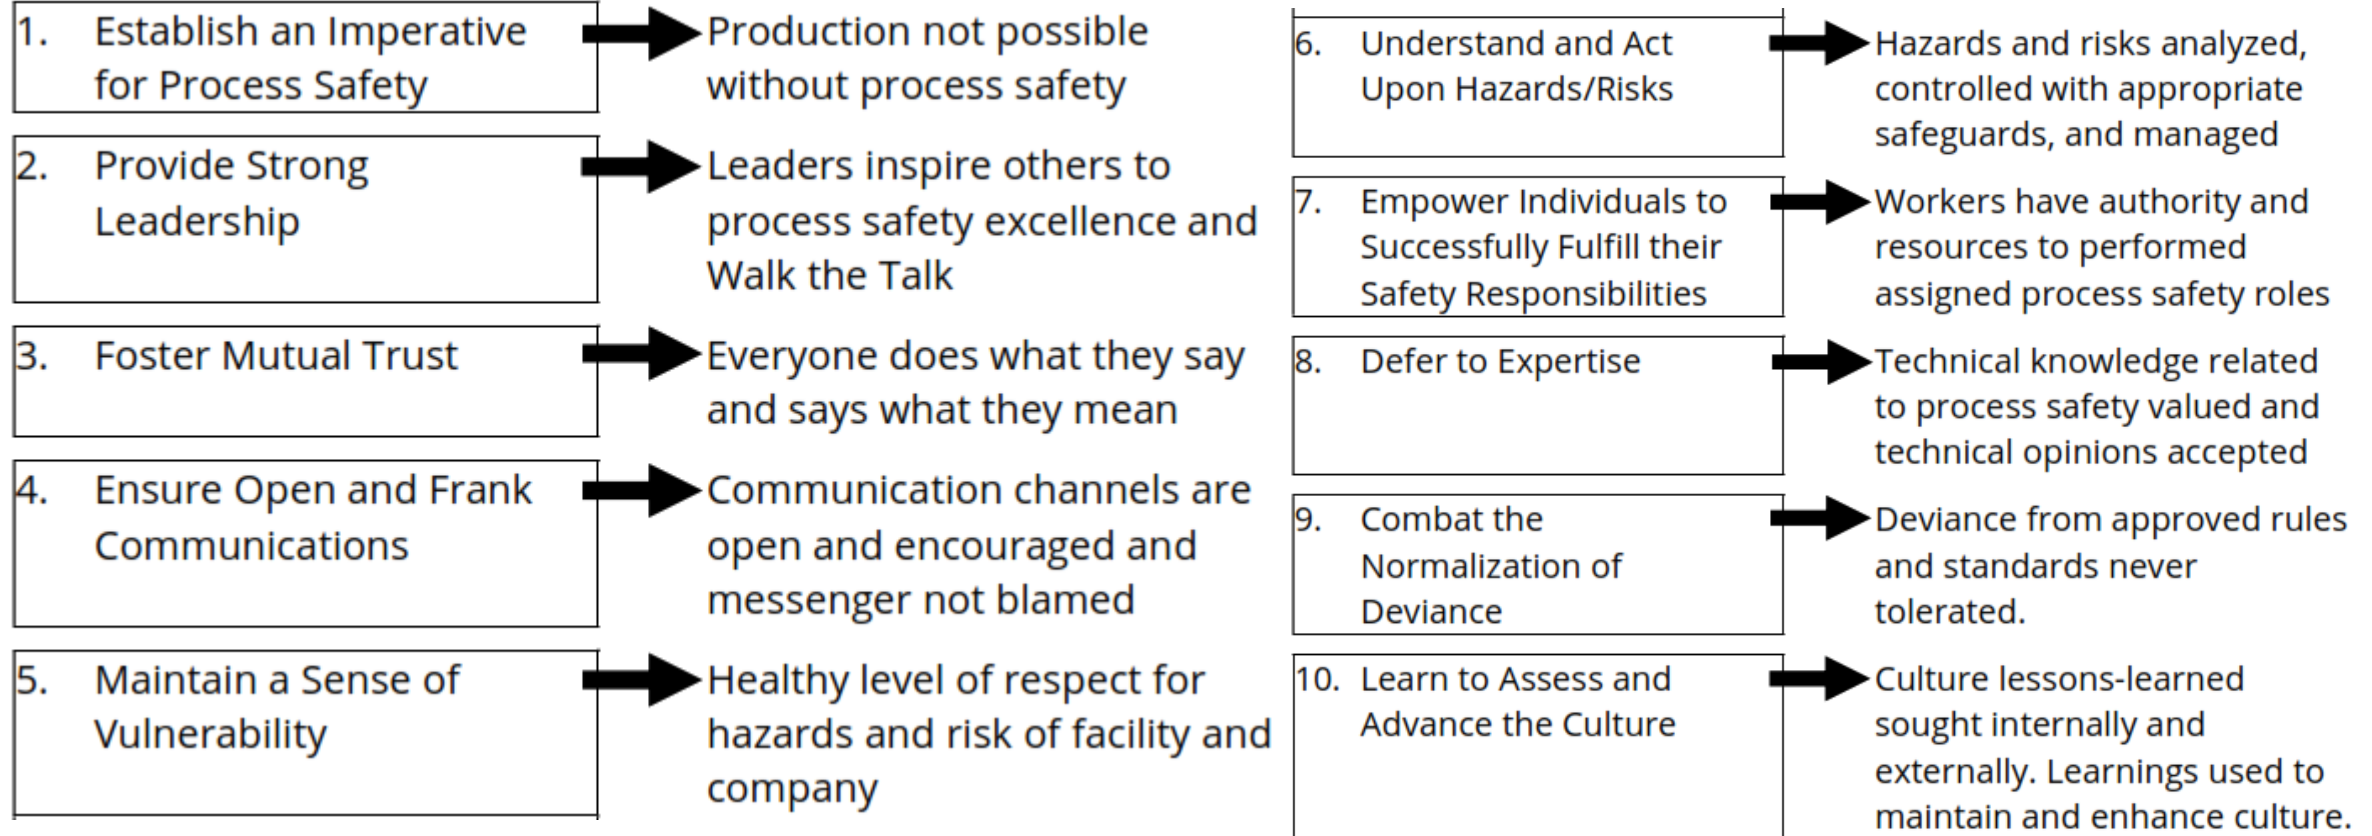 1. Establish an Imperative
for Process Safety
Production not possible
without process safety
2. Provide Strong
Leadership
Leaders inspire others to
process safety excellence and
Walk the Talk
3. Foster Mutual Trust
Everyone does what they say
and says what they mean
4. Ensure Open and Frank
Communications
Communication channels are
open and encouraged and
messenger not blamed
5. Maintain a Sense of
Vulnerability
Healthy level of respect for
hazards and risk of facility and
company
6. Understand and Act
Upon Hazards/Risks
Hazards and risks analyzed,
controlled with appropriate
safeguards, and managed
7. Empower Individuals to
Successfully Fulfill their
Safety Responsibilities
Workers have authority and
resources to performed
assigned process safety roles
8. Defer to Expertise
Technical knowledge related
to process safety valued and
technical opinions accepted
9. Combat the
Normalization of
Deviance
Deviance from approved rules
and standards never
tolerated.
10. Learn to Assess and
Advance the Culture
Culture lessons-learned
sought internally and
externally. Learnings used to
maintain and enhance culture.